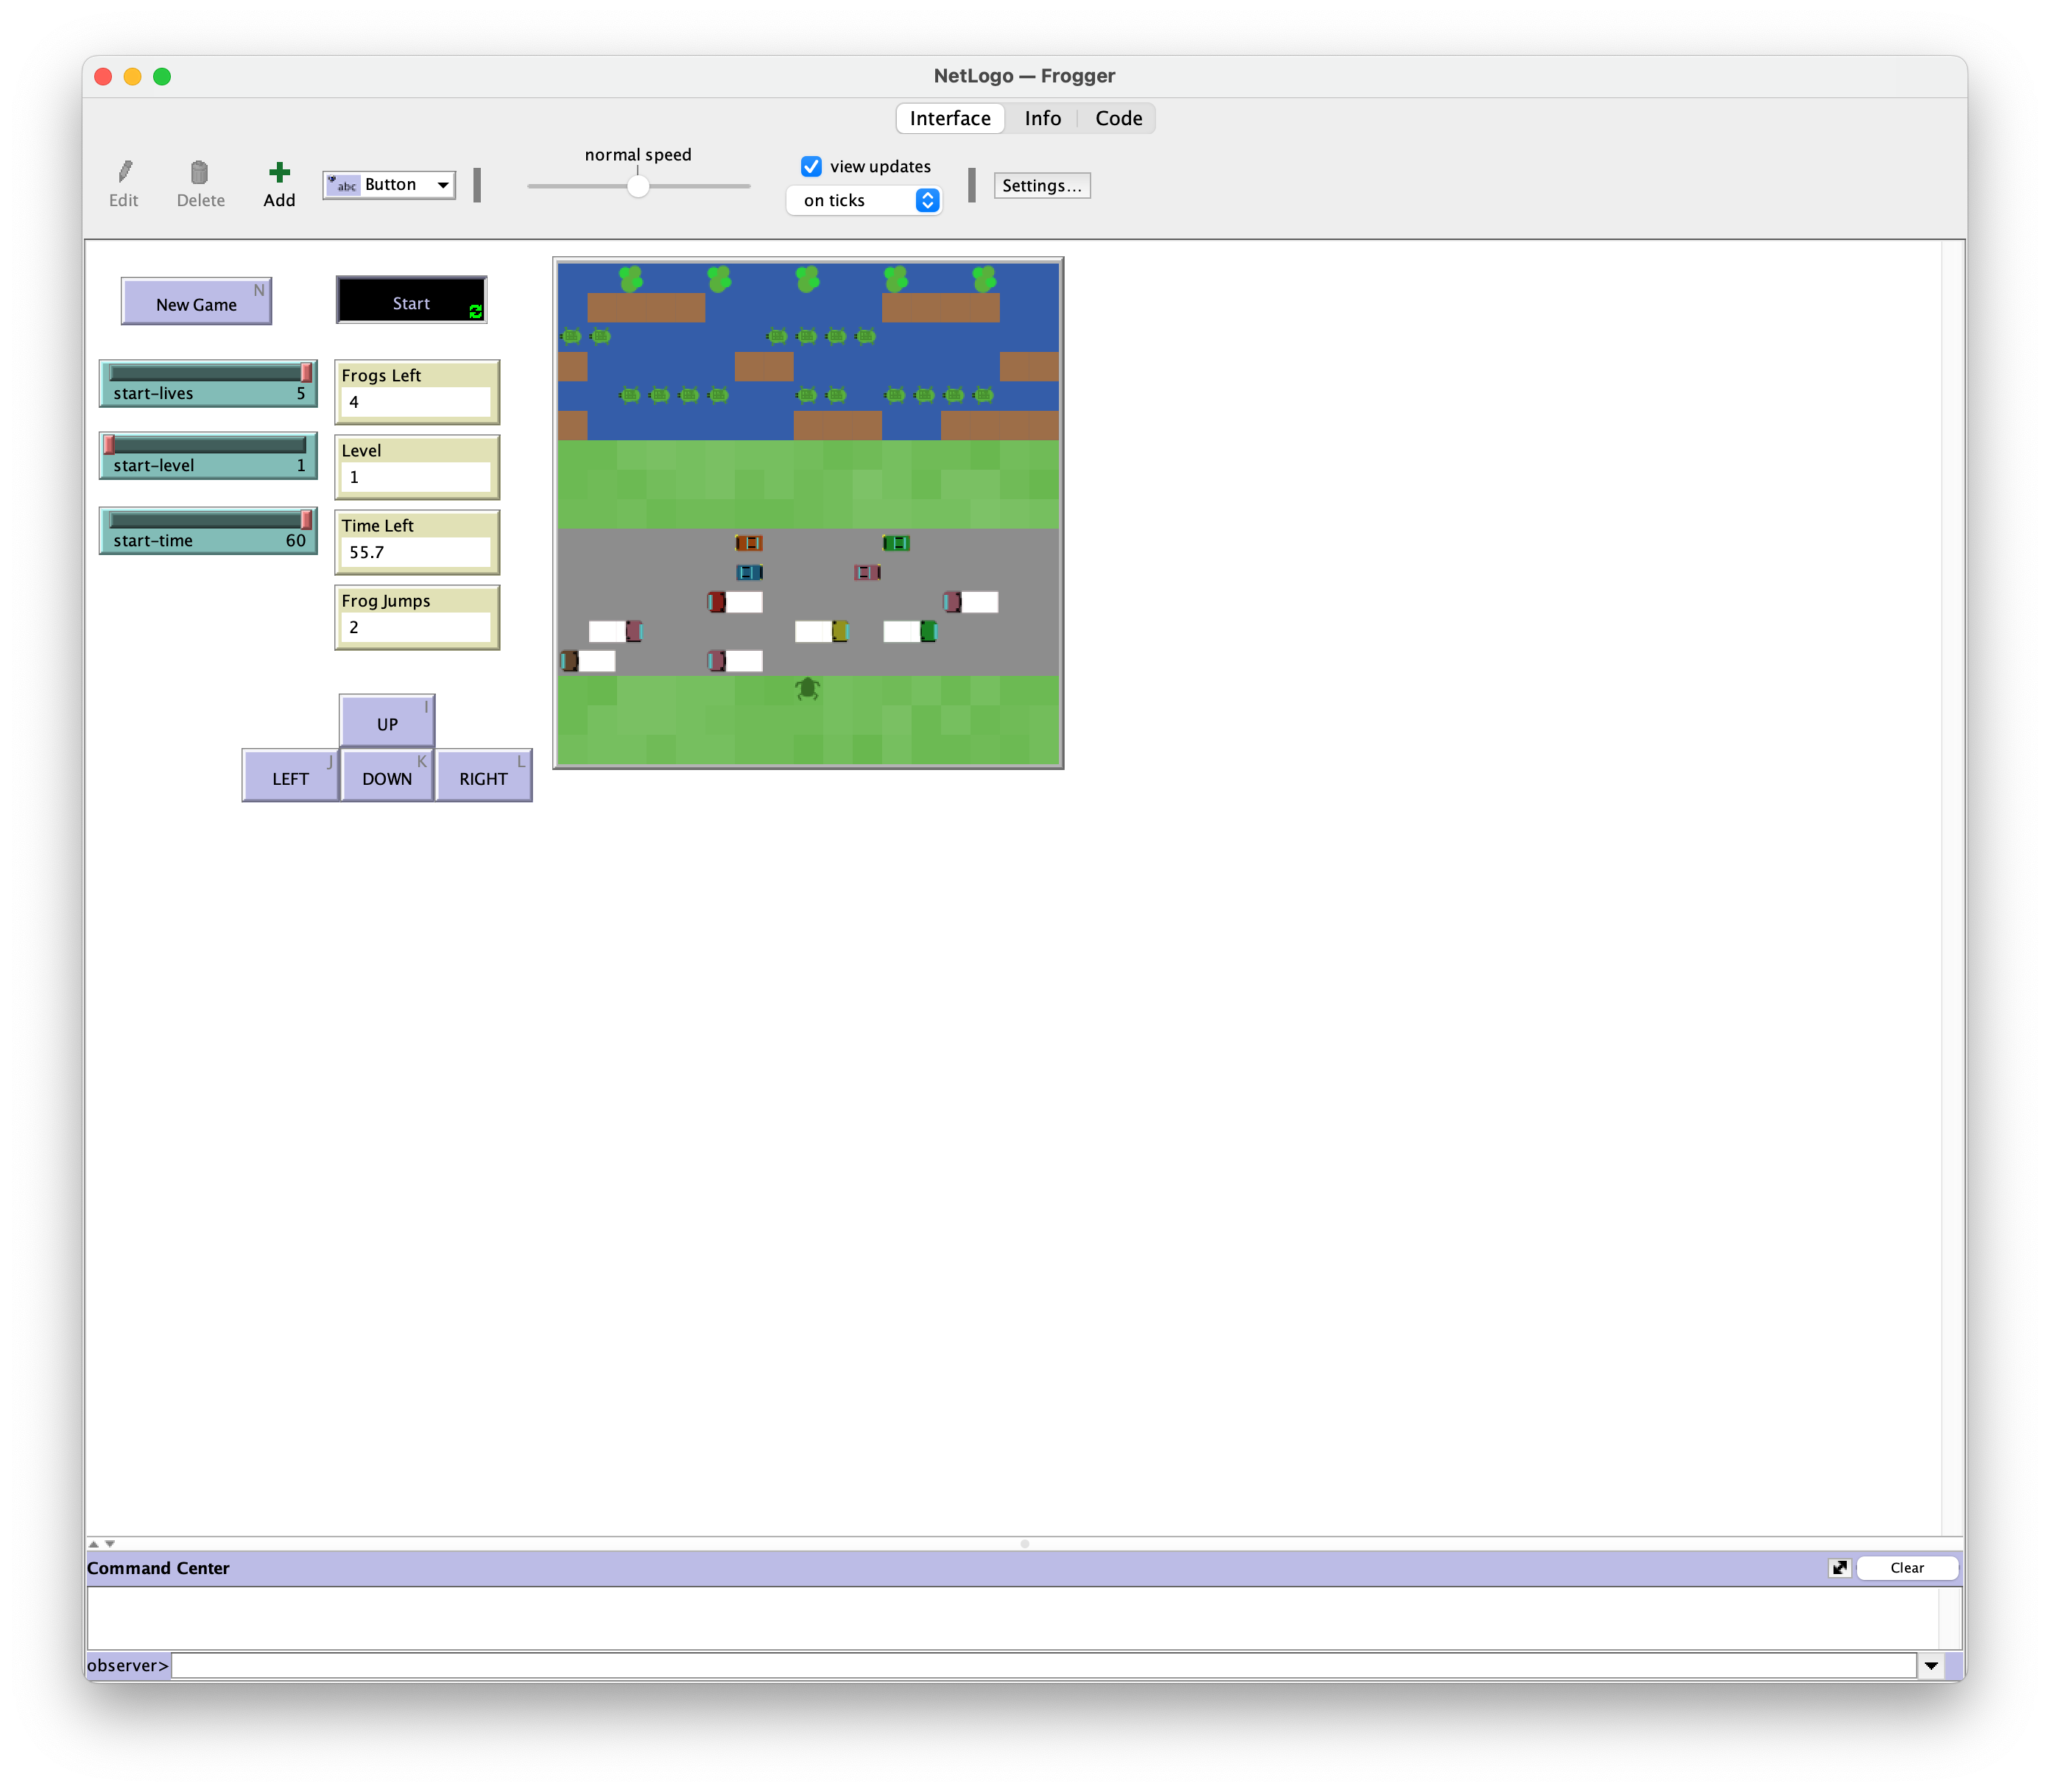 NetLogo — Frogger
Interface Info Code
Edit
Delete
Add
abc Button
normal speed
view updates
on ticks
Settings...
New Game N
Start
start-lives 5
start-level 1
start-time 60
Frogs Left
4
Level
1
Time Left
55.7
Frog Jumps
2
UP I
LEFT J
DOWN K
RIGHT L
Command Center
Clear
observer>